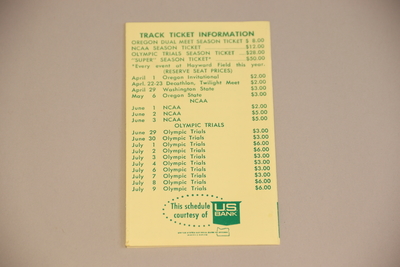 TRACK TICKET INFORMATION
OREGON DUAL MEET SEASON TICKET $ 8.00
NCAA SEASON TICKET $12.00
OLYMPIC TRIALS SEASON TICKET $28.00
"SUPER" SEASON TICKET* $30.00
*Every event at Hayward Field this year.
(RESERVE SEAT PRICES)
April 1 Oregon Invitational $2.00
April 22-23 Decathlon, Twilight Meet $2.00
April 29 Washington State $3.00
May 6 Oregon State $3.00
NCAA
June 1 NCAA $2.00
June 2 NCAA $5.00
June 3 NCAA $5.00
OLYMPIC TRIALS
June 29 Olympic Trials $3.00
June 30 Olympic Trials $3.00
July 1 Olympic Trials $6.00
July 2 Olympic Trials $6.00
July 3 Olympic Trials $3.00
July 4 Olympic Trials $6.00
July 6 Olympic Trials $3.00
July 7 Olympic Trials $3.00
July 8 Olympic Trials $6.00
July 9 Olympic Trials $6.00
This schedule
courtesy of
US
BANK